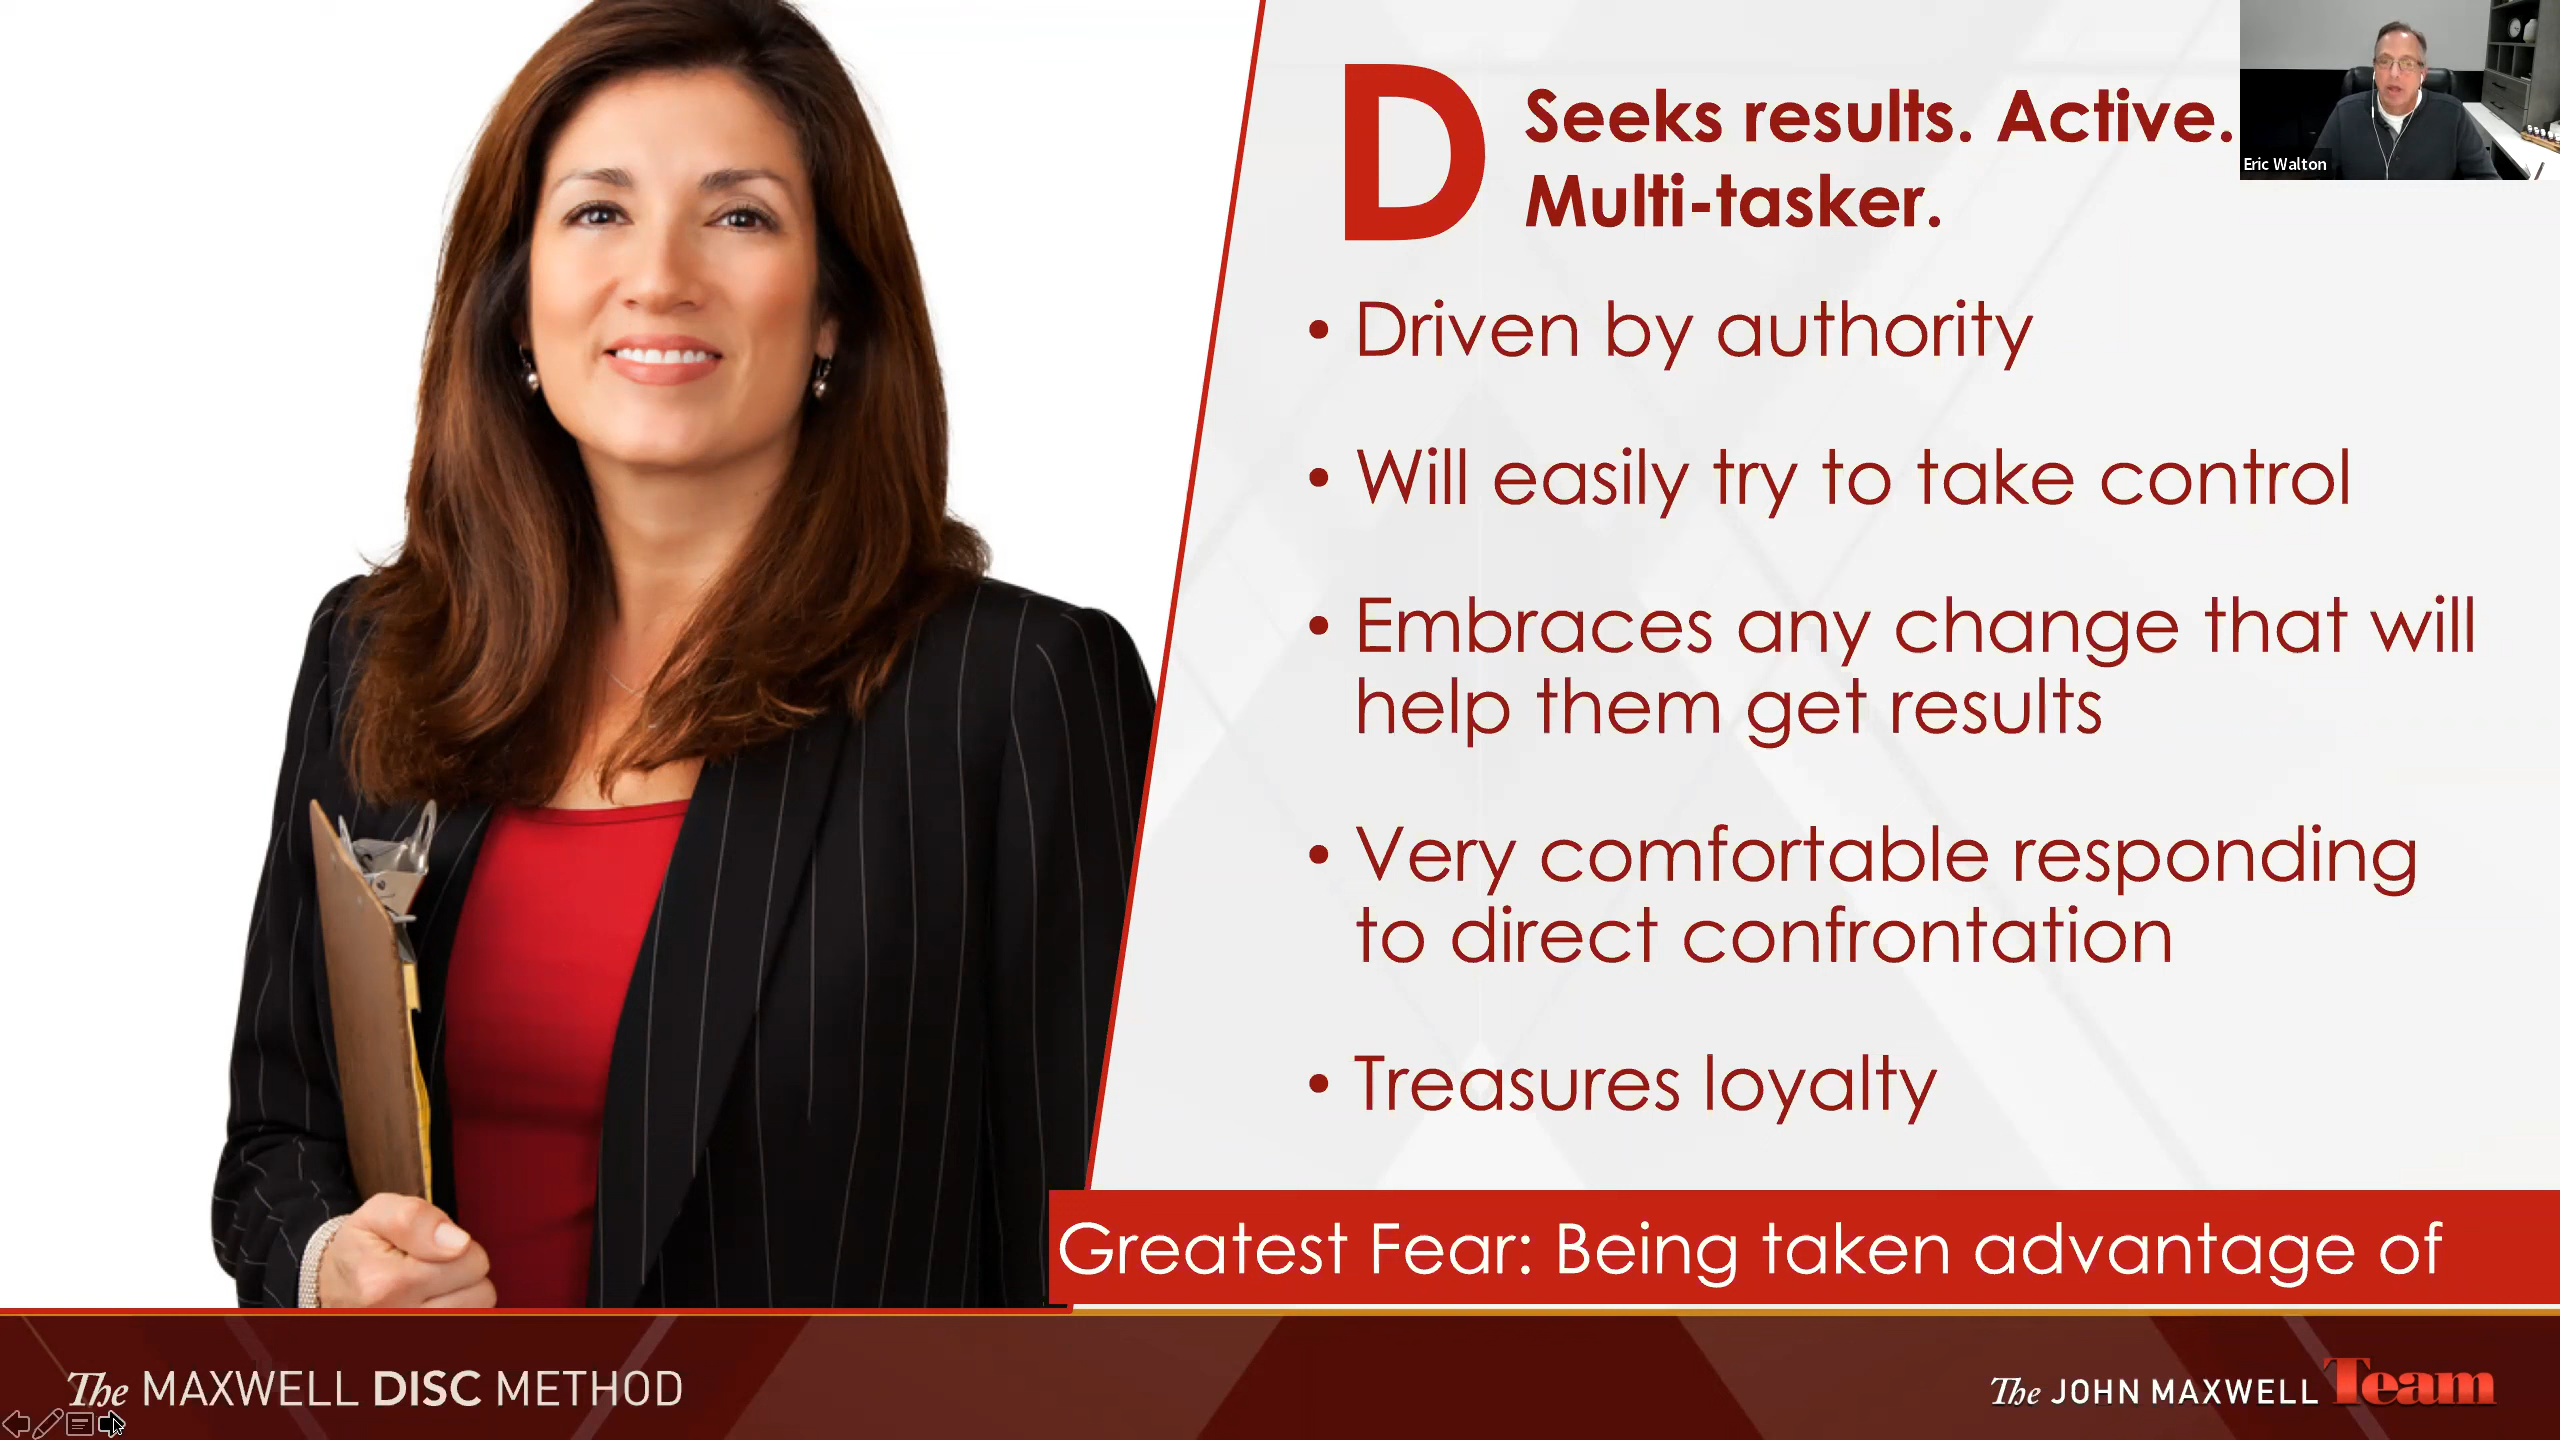 D
Seeks results. Active.
Multi-tasker.
Eric Walton
• Driven by authority
• Will easily try to take control
• Embraces any change that will
help them get results
• Very comfortable responding
to direct confrontation
• Treasures loyalty
Greatest Fear: Being taken advantage of
The MAXWELL DISC METHOD
The JOHN MAXWELL Team